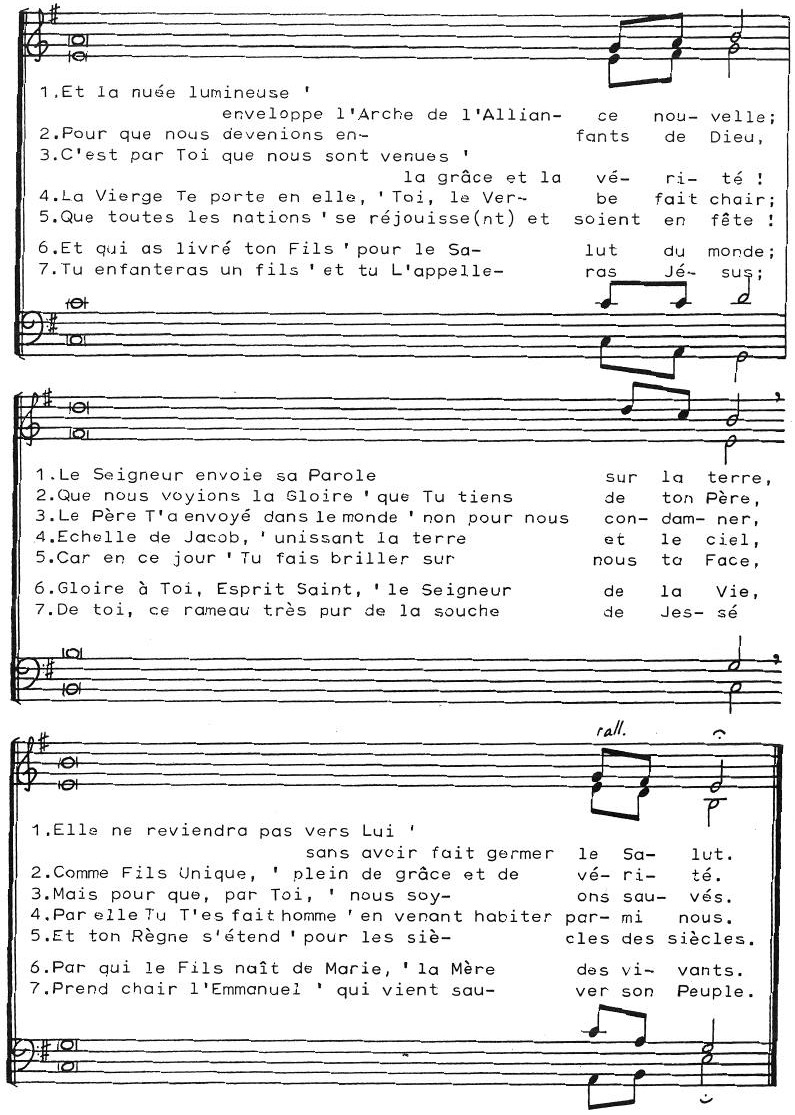 1.Et la nuée lumineuse '
enveloppe l'Arche de l'Allian- ce nou- velle;
2.Pour que nous devenions en- fants de Dieu,
3.C'est par Toi que nous sont venues '
la grâce et la vé- ri- té !
4.La Vierge Te porte en elle, 'Toi, le Ver- be fait chair;
5.Que toutes les nations 'se réjouisse(nt) et soient en fête !
6.Et qui as livré ton Fils 'pour le Sa- lut du monde;
7.Tu enfanteras un fils 'et tu L'appelle- ras Jé- sus;
1.Le Seigneur envoie sa Parole sur la terre,
2.Que nous voyions la Gloire 'que Tu tiens de ton Père,
3.Le Père T'a envoyé dans le monde 'non pour nous con- dam- ner,
4.Echelle de Jacob, 'unissant la terre et le ciel,
5.Car en ce jour 'Tu fais briller sur nous ta Face,
6.Gloire à Toi, Esprit Saint, 'le Seigneur de la Vie,
7.De toi, ce rameau très pur de la souche de Jes- sé
rall.
1.Elle ne reviendra pas vers Lui '
sans avoir fait germer le Sa- lut.
2.Comme Fils Unique, ' plein de grâce et de vé- ri- té.
3.Mais pour que, par Toi, ' nous soy- ons sau- vés.
4.Par elle Tu T'es fait homme 'en venant habiter par- mi nous.
5.Et ton Règne s'étend 'pour les siè- cles des siècles.
6.Par qui le Fils naît de Marie, 'la Mère des vi- vants.
7.Prend chair l'Emmanuel ' qui vient sau- ver son Peuple.